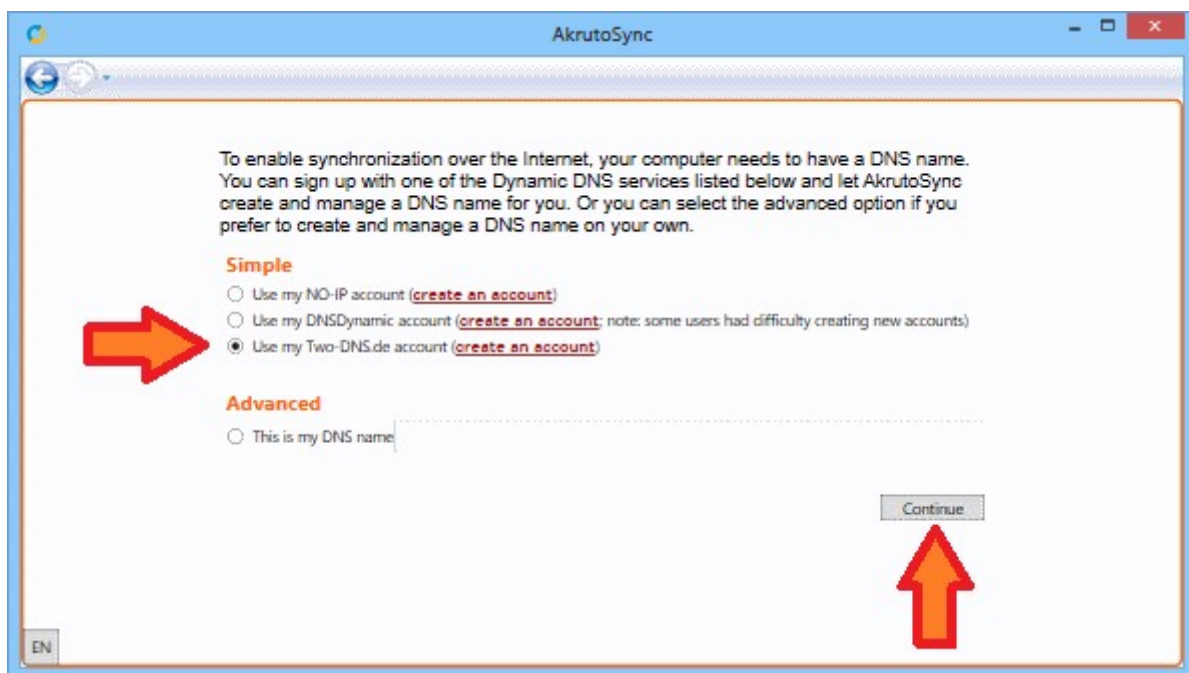 AkrutoSync
To enable synchronization over the Internet, your computer needs to have a DNS name.
You can sign up with one of the Dynamic DNS services listed below and let AkrutoSync
create and manage a DNS name for you. Or you can select the advanced option if you
prefer to create and manage a DNS name on your own.
Simple
Use my NO-IP account (create an account)
Use my DNSDynamic account (create an account; note: some users had difficulty creating new accounts)
Use my Two-DNS.de account (create an account)
Advanced
This is my DNS name
Continue
EN